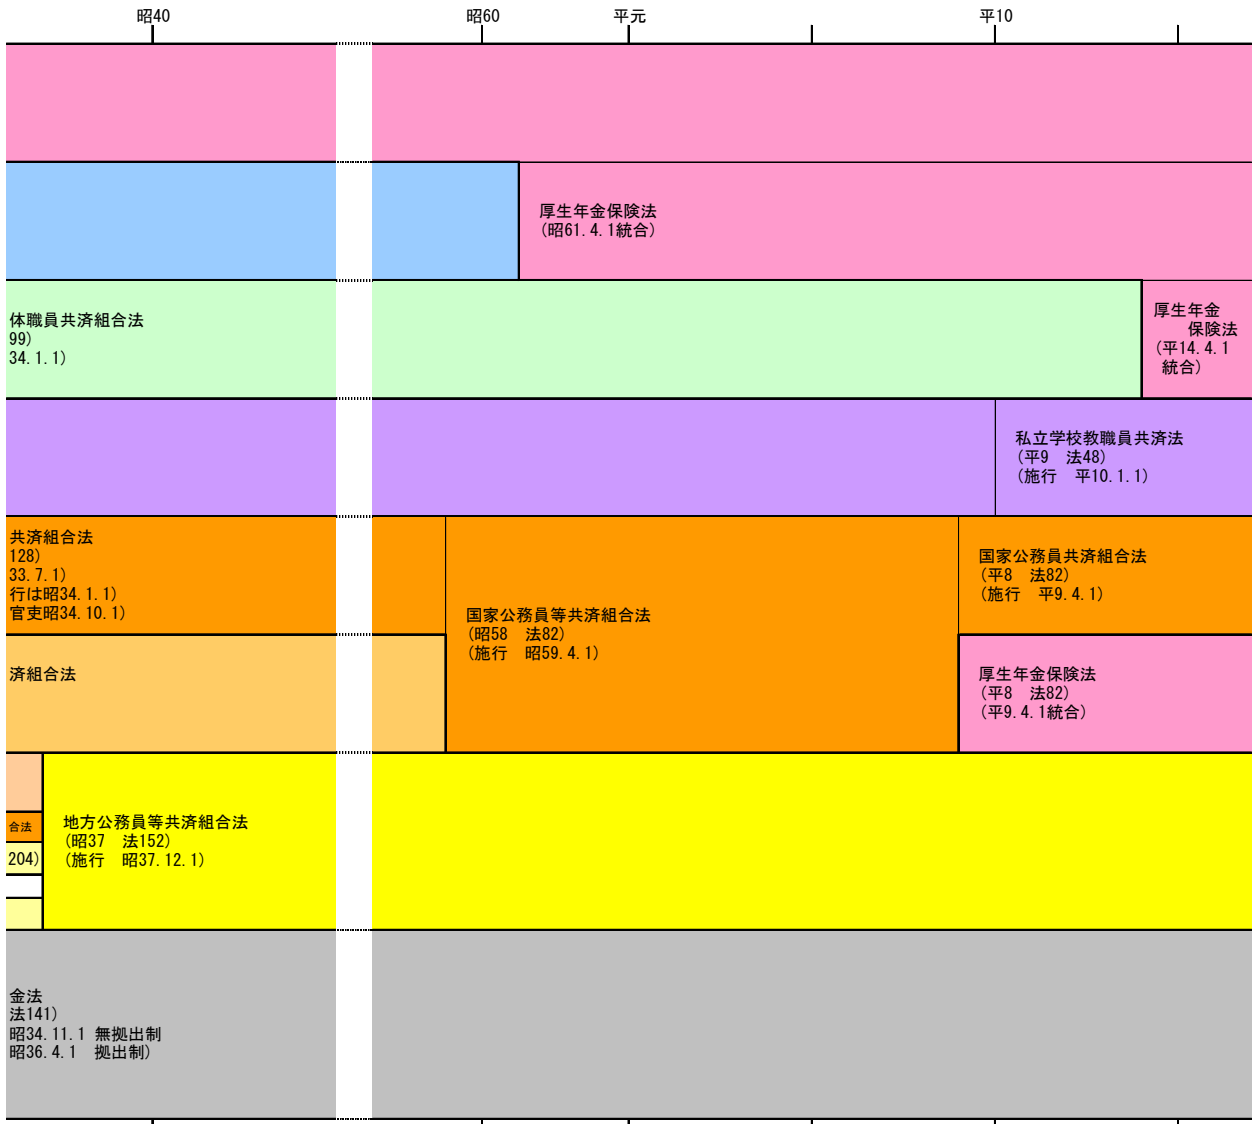 昭40
昭60
平元
平10
厚生年金保険法
(昭61.4.1統合)
体職員共済組合法
99)
34.1.1)
厚生年金
保険法
(平14.4.1
統合)
私立学校教職員共済法
(平9　法48)
(施行　平10.1.1)
共済組合法
128)
33.7.1)
行は昭34.1.1)
官吏昭34.10.1)
国家公務員等共済組合法
(昭58　法82)
(施行　昭59.4.1)
国家公務員共済組合法
(平8　法82)
(施行　平9.4.1)
済組合法
厚生年金保険法
(平8　法82)
(平9.4.1統合)
合法
204)
地方公務員等共済組合法
(昭37　法152)
(施行　昭37.12.1)
金法
法141)
昭34.11.1 無拠出制
昭36.4.1　拠出制)